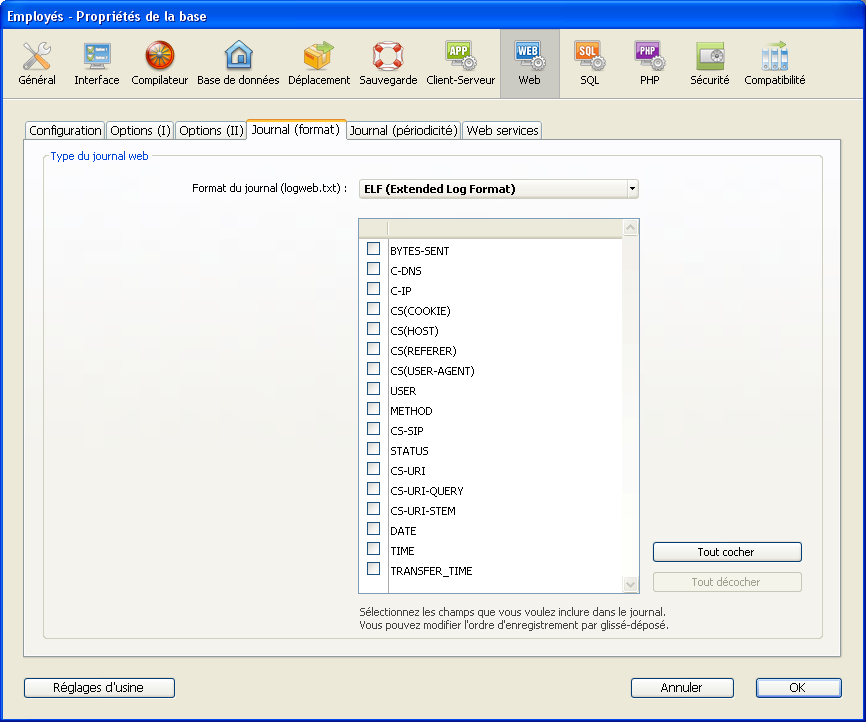 Employés - Propriétés de la base
APP WEB SQL PHP
Général Interface Compilateur Base de données Déplacement Sauvegarde Client-Serveur Web SQL PHP Sécurité Compatibilité
Configuration Options (I) Options (II) Journal (format) Journal (périodicité) Web services
Type du journal web
Format du journal (logweb.txt) : ELF (Extended Log Format)
BYTES-SENT
C-DNS
C-IP
CS(COOKIE)
CS(HOST)
CS(REFERER)
CS(USER-AGENT)
USER
METHOD
CS-SIP
STATUS
CS-URI
CS-URI-QUERY
CS-URI-STEM
DATE
TIME
TRANSFER_TIME
Tout cocher
Tout décocher
Sélectionnez les champs que vous voulez inclure dans le journal.
Vous pouvez modifier l'ordre d'enregistrement par glissé-déposé.
Réglages d'usine Annuler OK